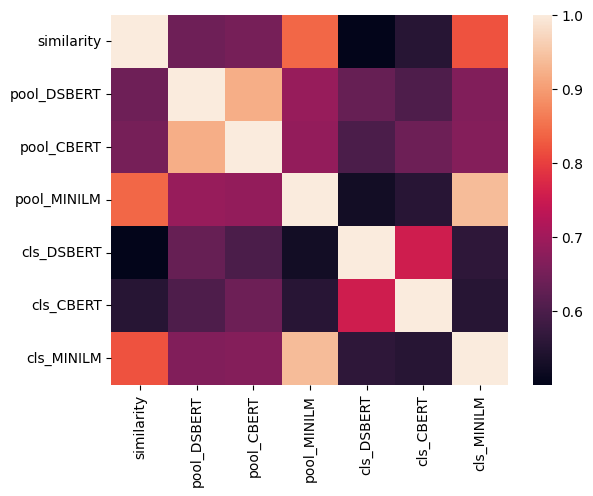 similarity
pool_DSBERT
pool_CBERT
pool_MINILM
cls_DSBERT
cls_CBERT
cls_MINILM
similarity
pool_DSBERT
pool_CBERT
pool_MINILM
cls_DSBERT
cls_CBERT
cls_MINILM
1.0
0.9
0.8
0.7
0.6